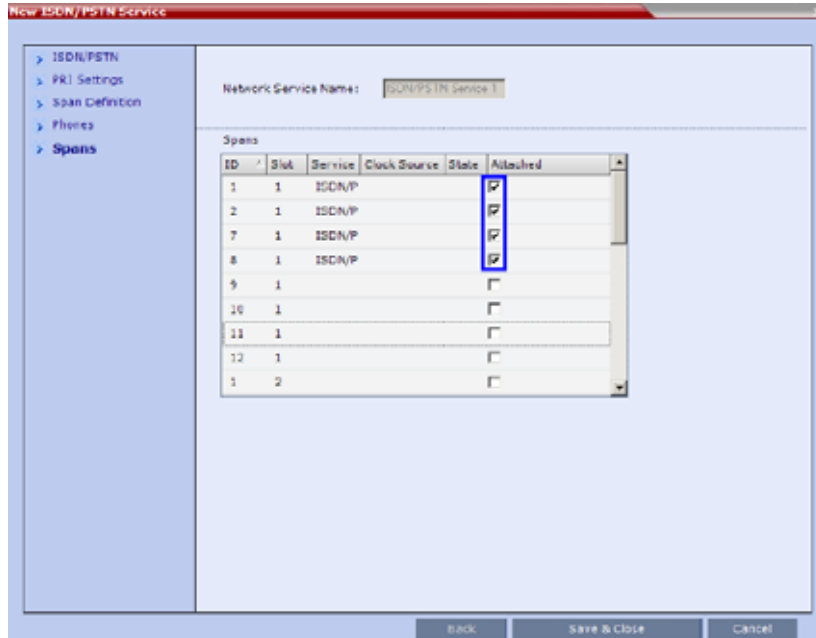 New ISDN/PSTN Service
ISDN/PSTN
PRI Settings
Span Definition
Phones
Spans
Network Service Name: ISDN/PSTN Service 1
Spans
ID Slot Service Clock Source State Attached
1 1 ISDN/P
2 1 ISDN/P
7 1 ISDN/P
8 1 ISDN/P
9 1
10 1
11 1
12 1
1 2
Back Save & Close Cancel